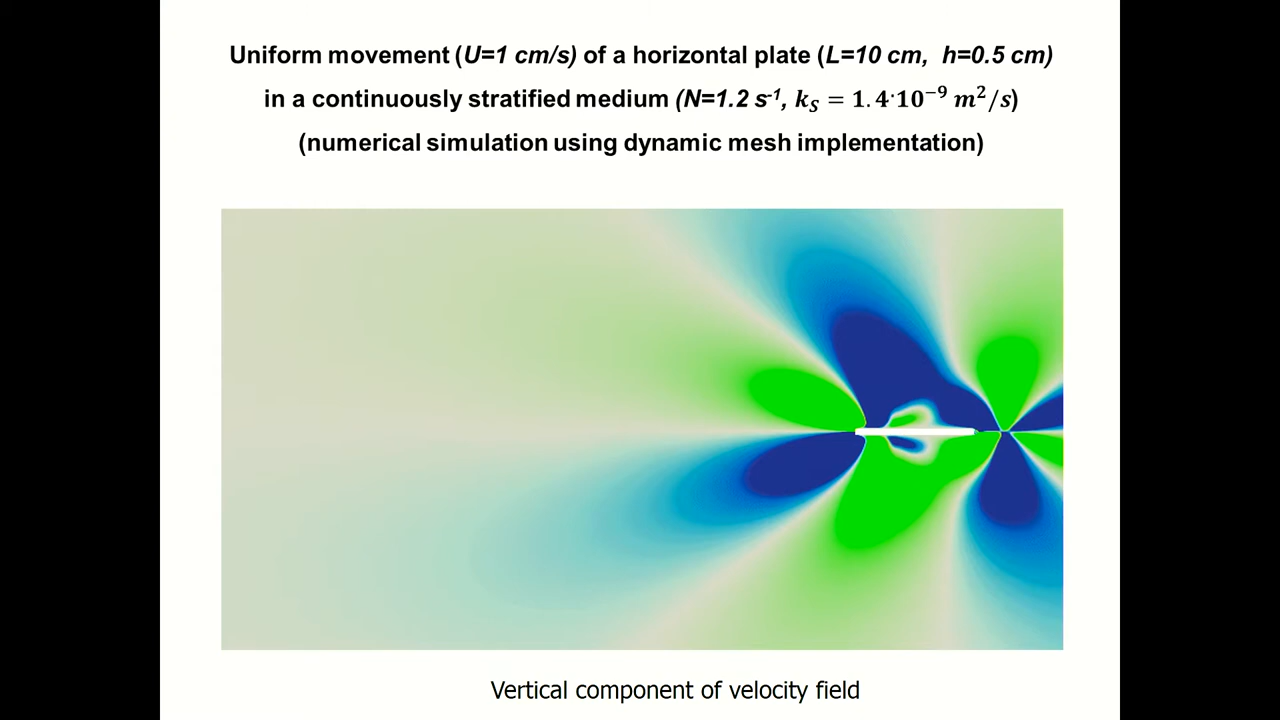 Uniform movement (U=1 cm/s) of a horizontal plate (L=10 cm, h=0.5 cm)
in a continuously stratified medium (N=1.2 s⁻¹, kₛ = 1.4·10⁻⁹ m²/s)
(numerical simulation using dynamic mesh implementation)
Vertical component of velocity field